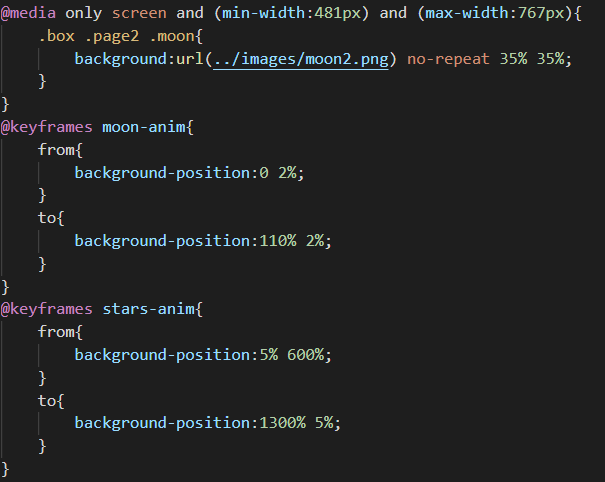 @media only screen and (min-width:481px) and (max-width:767px){
    .box .page2 .moon{
        background:url(../images/moon2.png) no-repeat 35% 35%;
    }
}
@keyframes moon-anim{
    from{
        background-position:0 2%;
    }
    to{
        background-position:110% 2%;
    }
}
@keyframes stars-anim{
    from{
        background-position:5% 600%;
    }
    to{
        background-position:1300% 5%;
    }
}